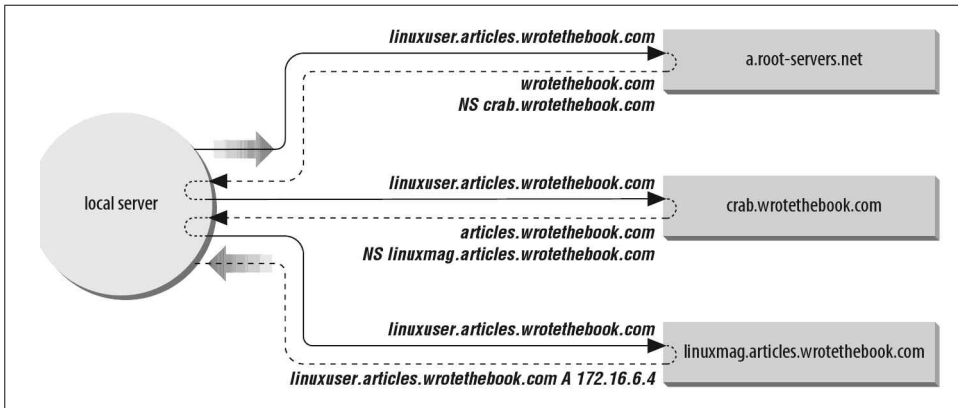 linuxuser.articles.wrotethebook.com
a.root-servers.net
wrotethebook.com
NS crab.wrotethebook.com
local server
linuxuser.articles.wrotethebook.com
crab.wrotethebook.com
articles.wrotethebook.com
NS linuxmag.articles.wrotethebook.com
linuxuser.articles.wrotethebook.com
linuxmag.articles.wrotethebook.com
linuxuser.articles.wrotethebook.com A 172.16.6.4